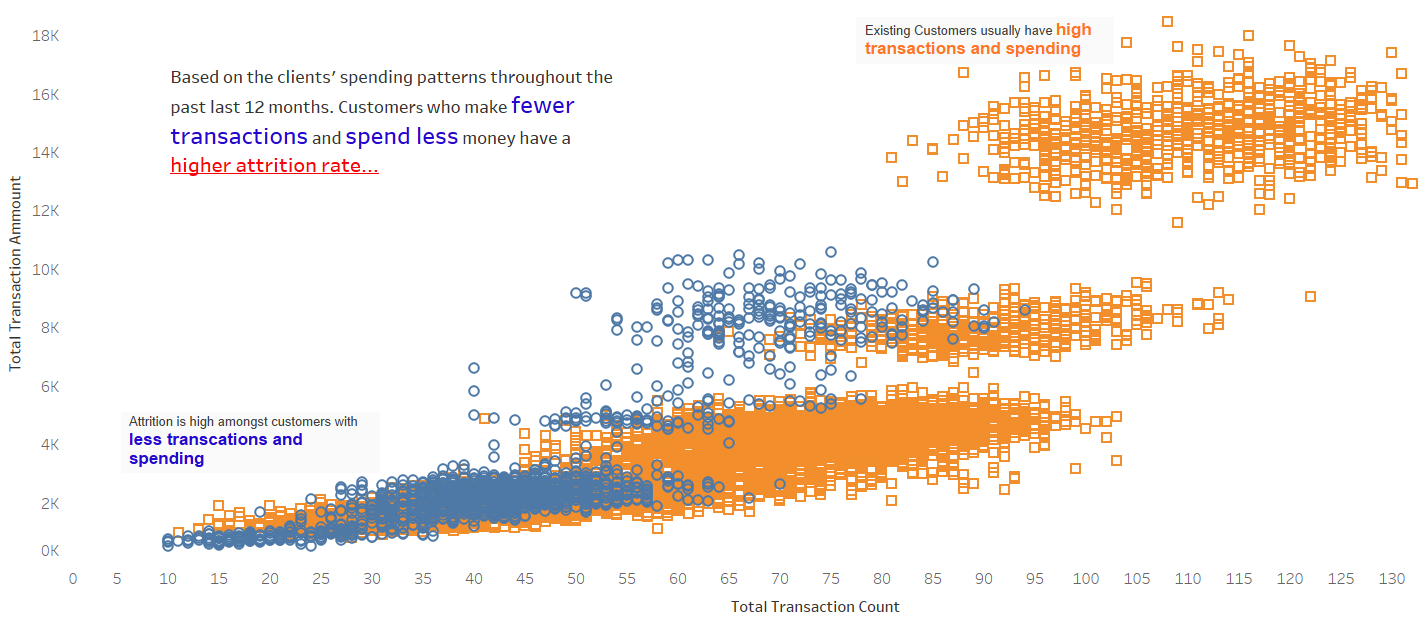 Existing Customers usually have high
transactions and spending
Based on the clients’ spending patterns throughout the
past last 12 months. Customers who make fewer
transactions and spend less money have a
higher attrition rate...
Attrition is high amongst customers with
less transcations and
spending
Total Transaction Ammount
18K
16K
14K
12K
10K
8K
6K
4K
2K
0K
0 5 10 15 20 25 30 35 40 45 50 55 60 65 70 75 80 85 90 95 100 105 110 115 120 125 130
Total Transaction Count